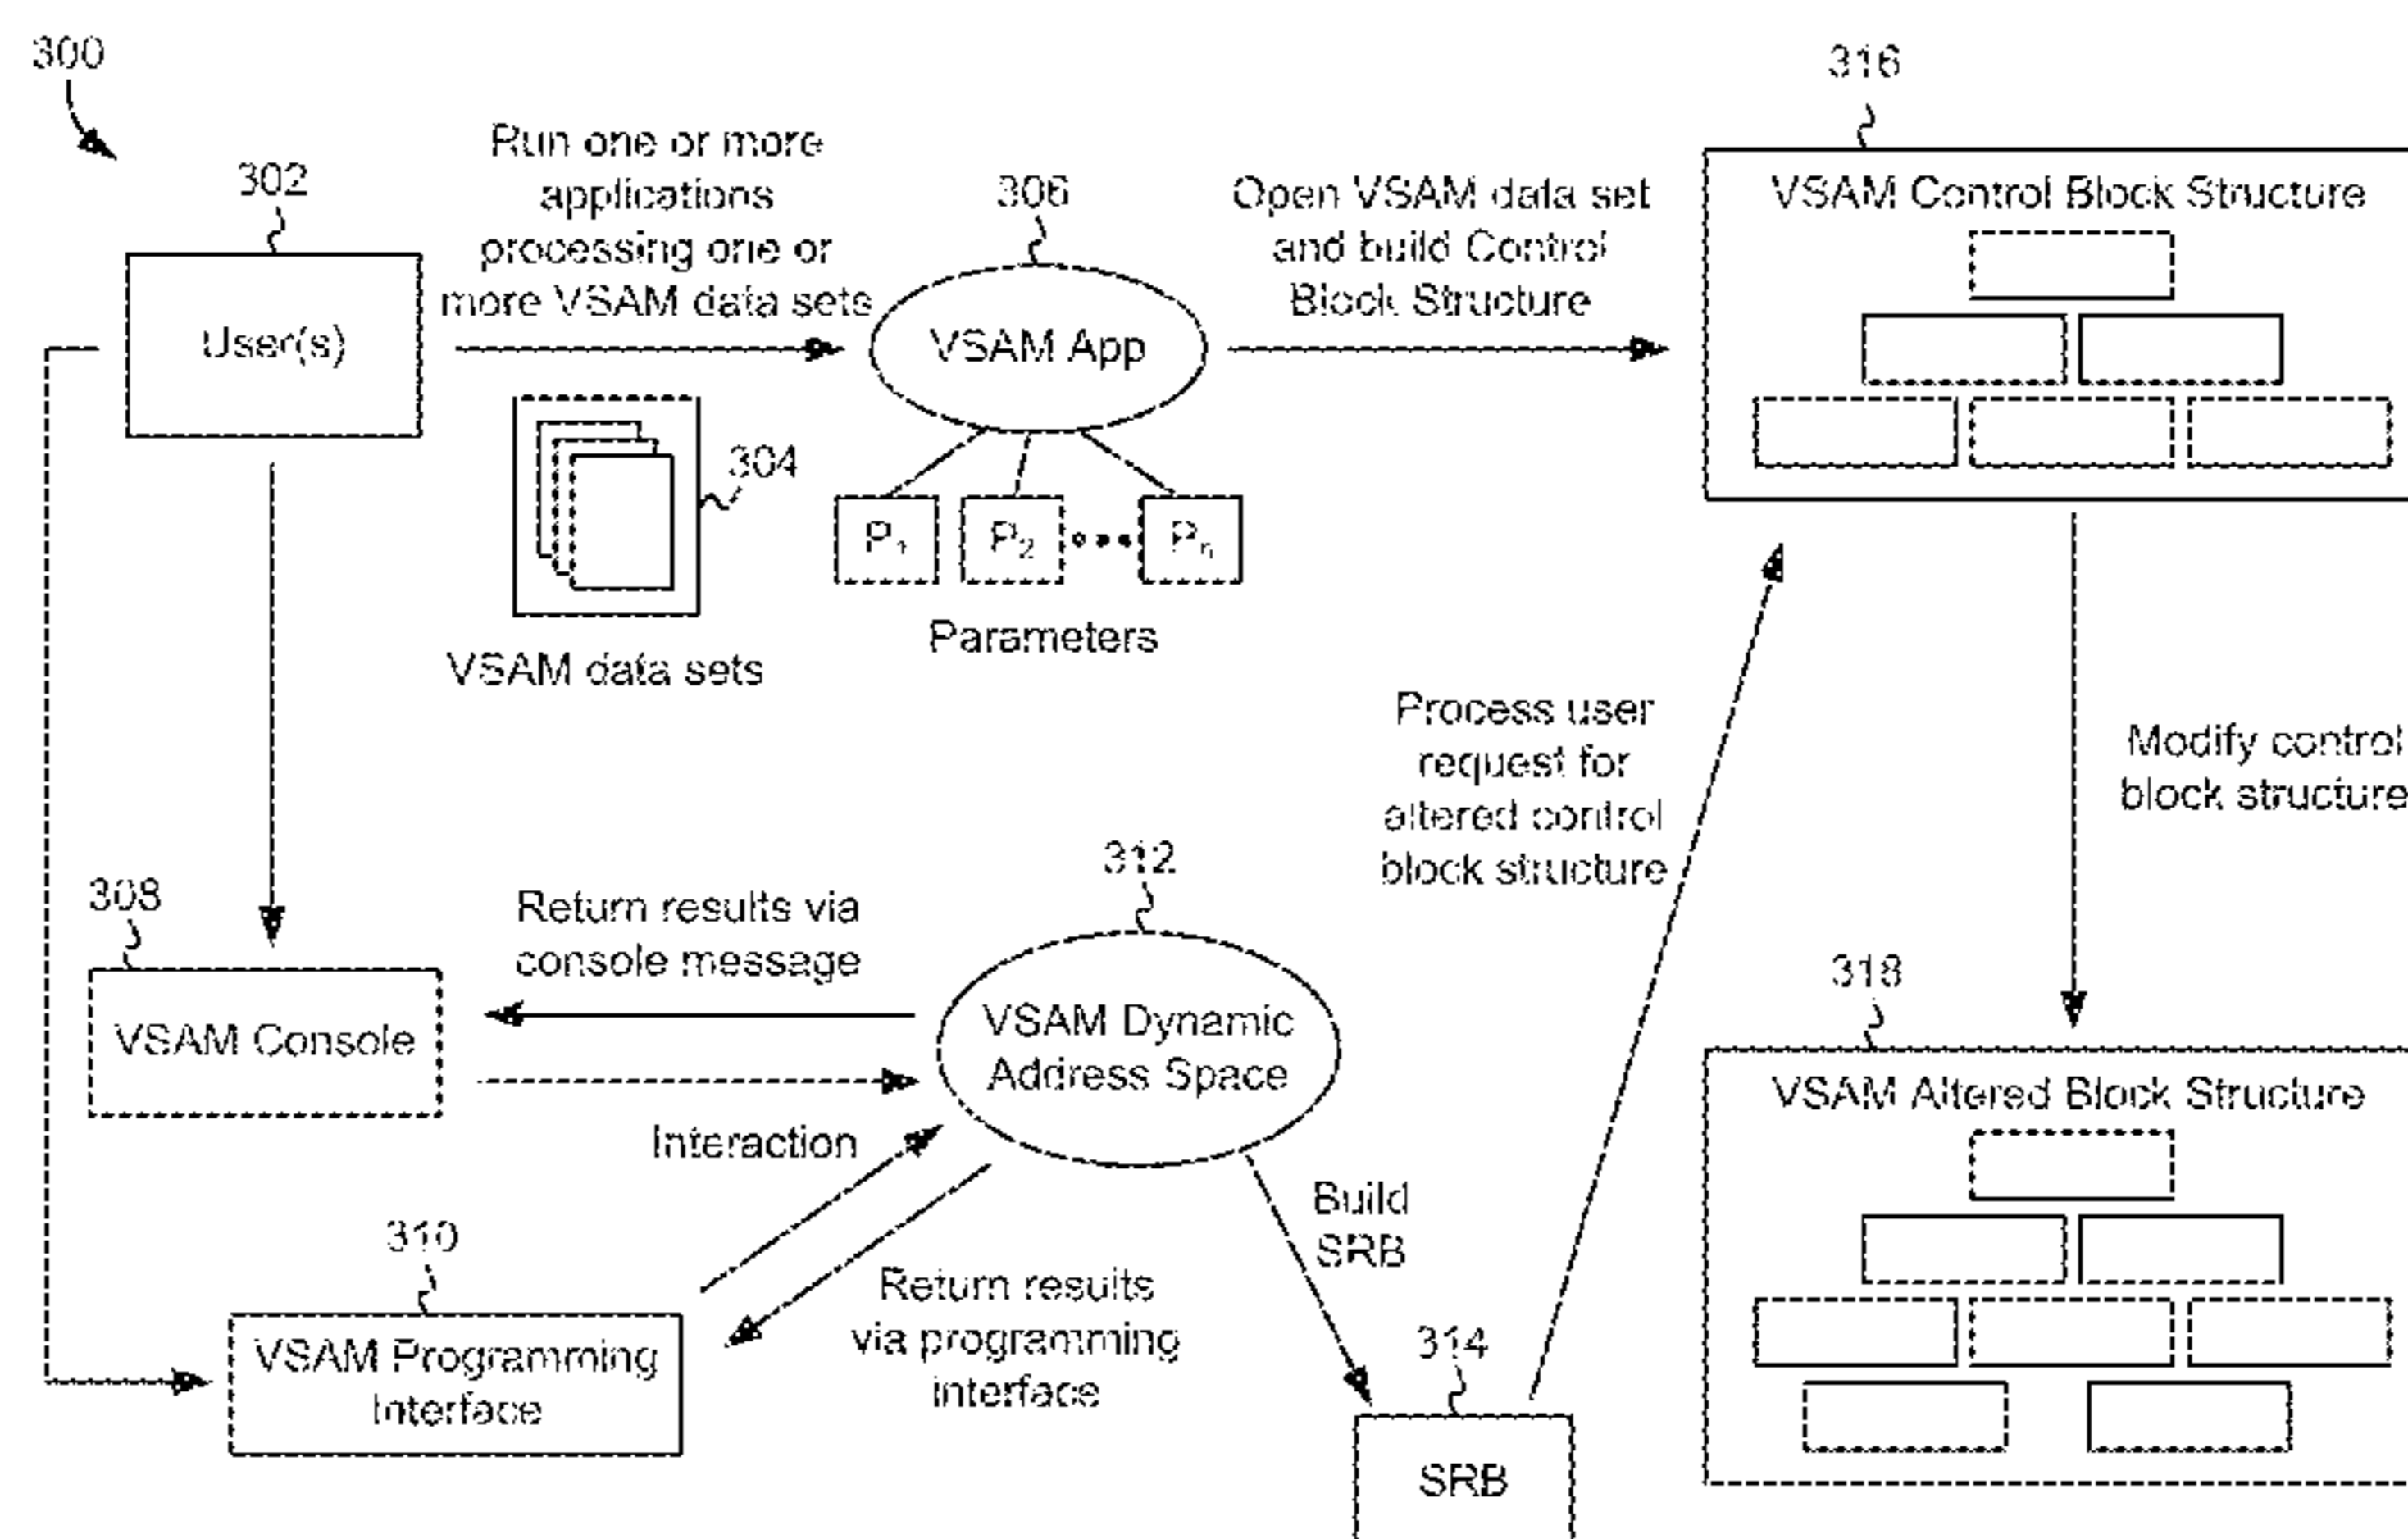 300
302
User(s)
Run one or more
applications
processing one or
more VSAM data sets
304
VSAM data sets
306
VSAM App
P1
P2
Pn
Parameters
Open VSAM data set
and build Control
Block Structure
316
VSAM Control Block Structure
Process user
request for
altered control
block structure
Modify control
block structure
308
VSAM Console
Return results via
console message
Interaction
312
VSAM Dynamic
Address Space
310
VSAM Programming
Interface
Return results
via programming
interface
Build
SRB
314
SRB
318
VSAM Altered Block Structure